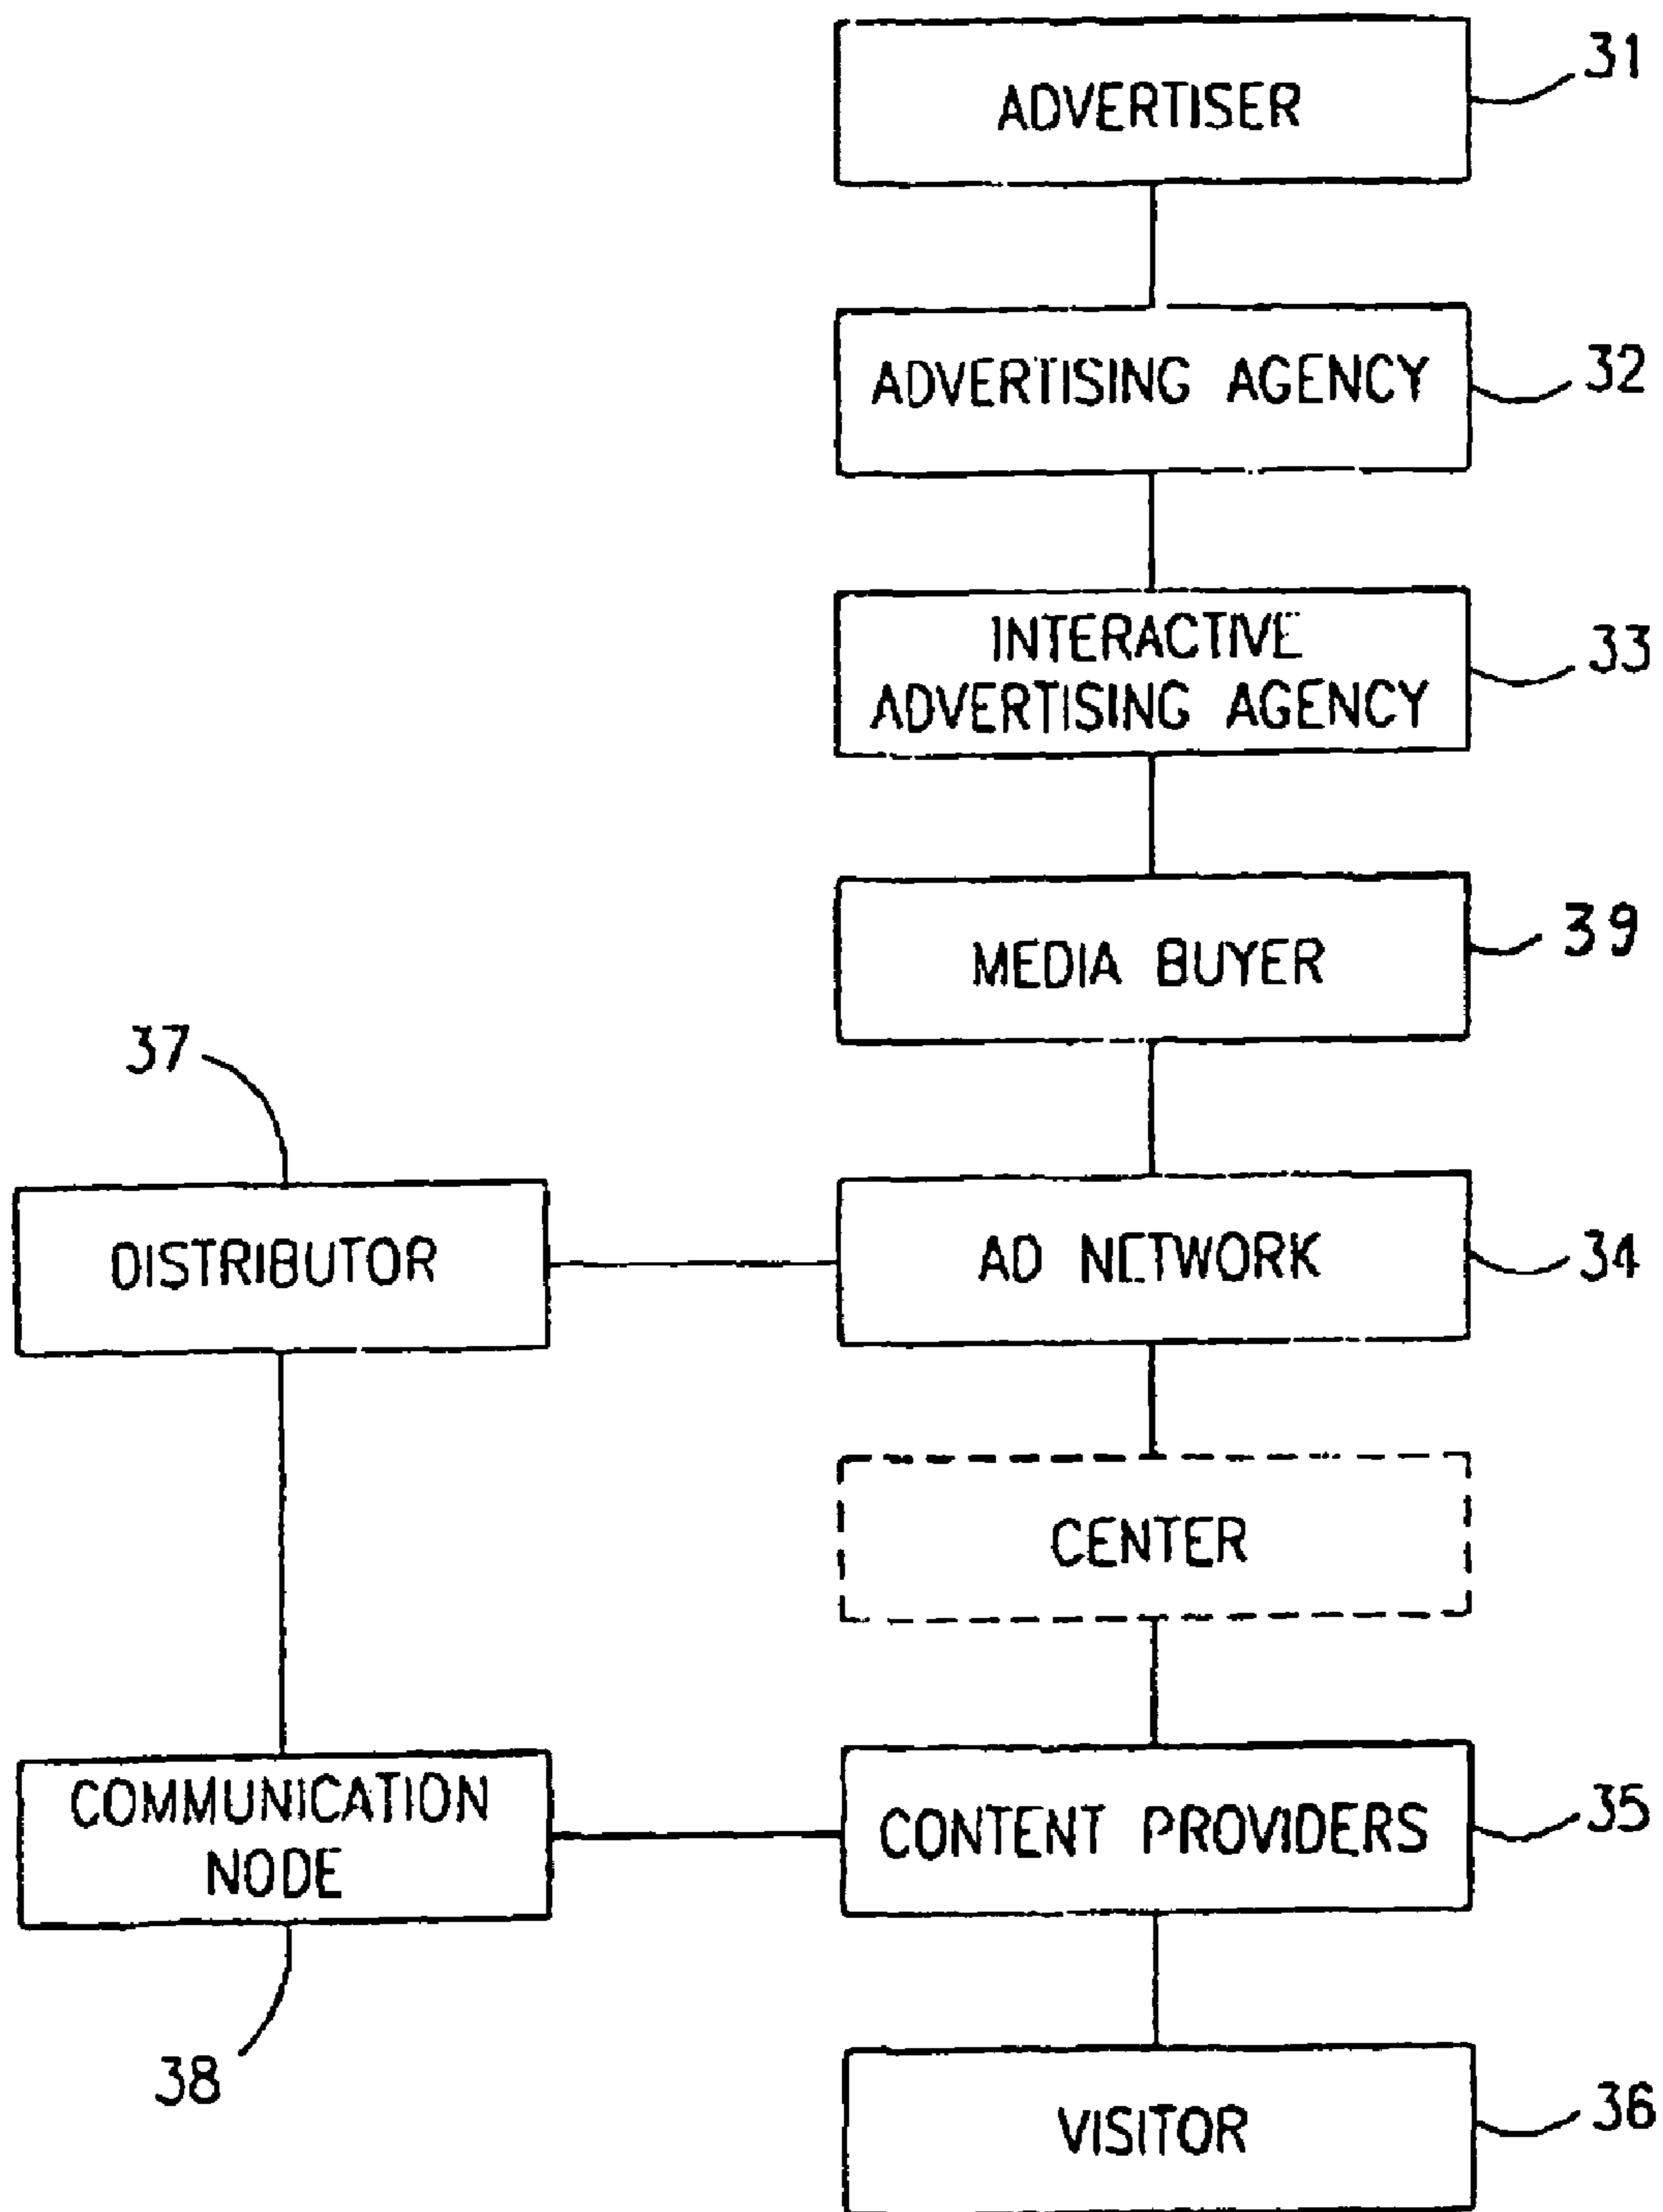 ADVERTISER
31
ADVERTISING AGENCY
32
INTERACTIVE
ADVERTISING AGENCY
33
MEDIA BUYER
39
37
DISTRIBUTOR
AD NETWORK
34
CENTER
COMMUNICATION
NODE
CONTENT PROVIDERS
35
38
VISITOR
36